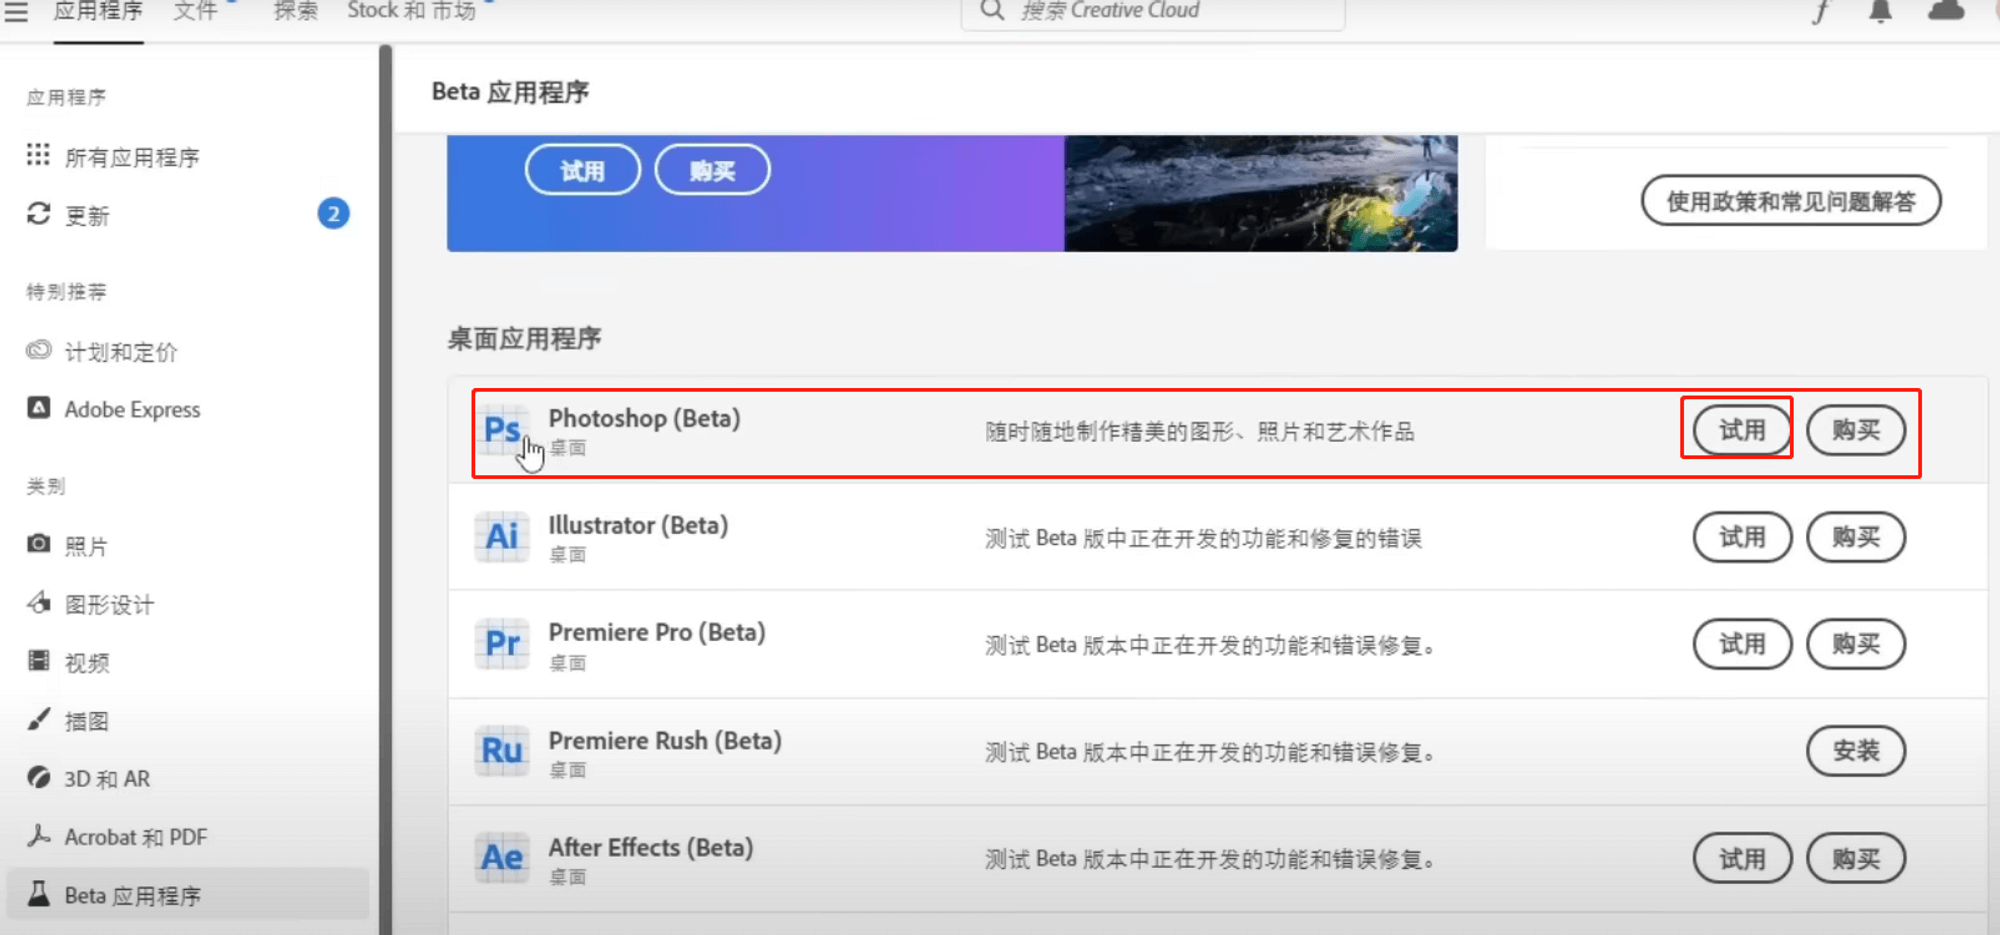 应用程序 文件 探索 Stock 和 市场 搜索 Creative Cloud
应用程序
所有应用程序
更新 2
特别推荐
计划和定价
Adobe Express
类别
照片
图形设计
视频
插图
3D 和 AR
Acrobat 和 PDF
Beta 应用程序
Beta 应用程序
试用 购买
使用政策和常见问题解答
桌面应用程序
Ps Photoshop (Beta) 随时随地制作精美的图形、照片和艺术作品 试用 购买
桌面
Ai Illustrator (Beta) 测试 Beta 版中正在开发的功能和修复的错误 试用 购买
桌面
Pr Premiere Pro (Beta) 测试 Beta 版本中正在开发的功能和错误修复。 试用 购买
桌面
Ru Premiere Rush (Beta) 测试 Beta 版本中正在开发的功能和错误修复。 安装
桌面
Ae After Effects (Beta) 测试 Beta 版本中正在开发的功能和错误修复。 试用 购买
桌面